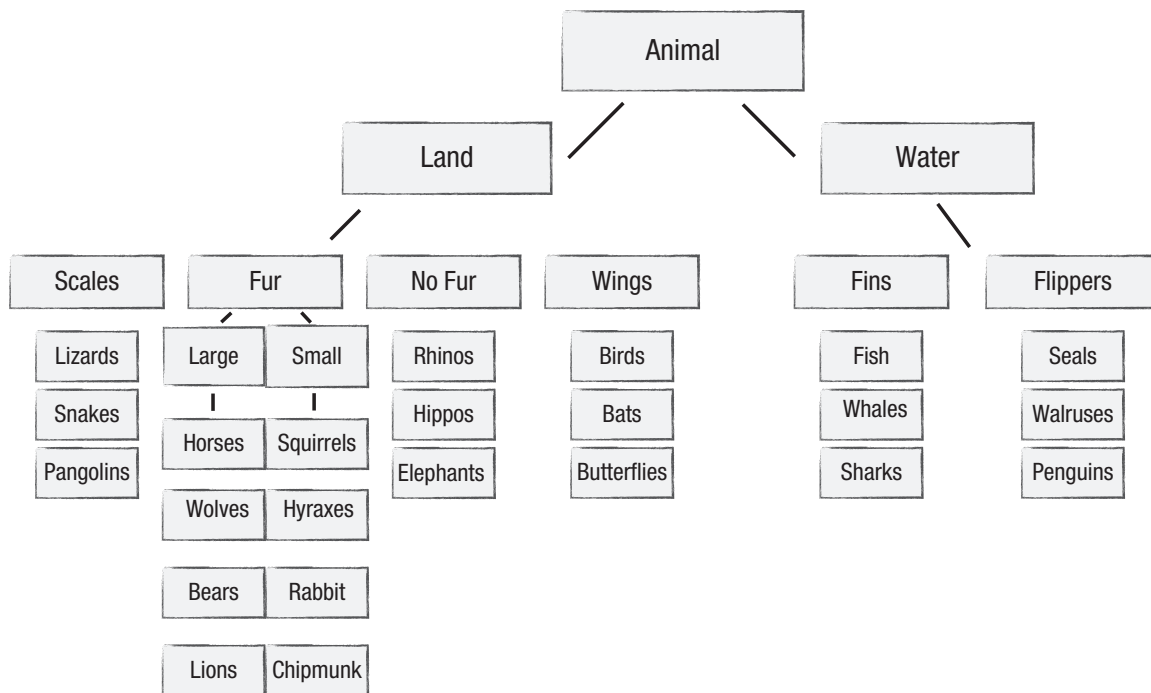 Animal
Land
Water
Scales
Fur
No Fur
Wings
Fins
Flippers
Lizards
Large
Small
Rhinos
Birds
Fish
Seals
Snakes
Hippos
Bats
Whales
Walruses
Horses
Squirrels
Pangolins
Elephants
Butterflies
Sharks
Penguins
Wolves
Hyraxes
Bears
Rabbit
Lions
Chipmunk